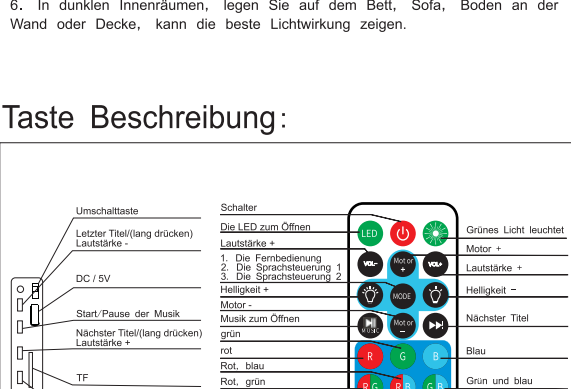 6. In dunklen Innenräumen, legen Sie auf dem Bett, Sofa, Boden an der
Wand oder Decke, kann die beste Lichtwirkung zeigen.
Taste Beschreibung:
Umschalttaste
Letzter Titel/(lang drücken)
Lautstärke -
DC / 5V
Start/Pause der Musik
Nächster Titel/(lang drücken)
Lautstärke +
TF
Schalter
Die LED zum Öffnen
Lautstärke +
1. Die Fernbedienung
2. Die Sprachsteuerung 1
3. Die Sprachsteuerung 2
Helligkeit +
Motor -
Musik zum Öffnen
grün
rot
Rot, blau
Rot, grün
LED
VOL-
Motor
+
VOL+
MODE
MUSIC
Motor
−
R
G
B
R G
R B
G B
Grünes Licht leuchtet
Motor +
Lautstärke +
Helligkeit −
Nächster Titel
Blau
Grün und blau